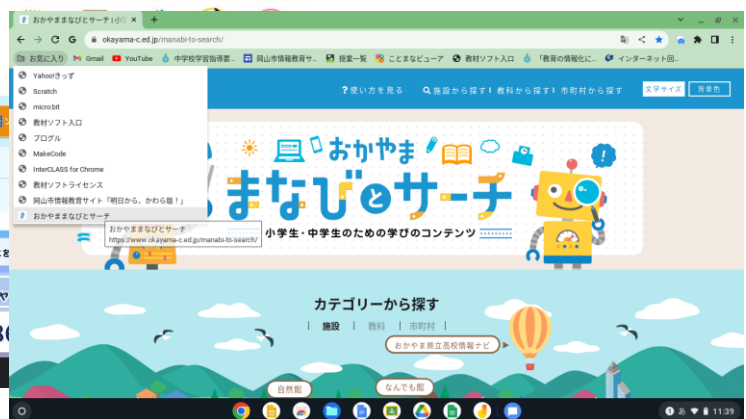 おかやままなびとサーチ | 小
okayama-c.ed.jp/manabi-to-search/
お気に入り Gmail YouTube 中学校学習指導要... 岡山市情報教育サ... 授業一覧 ことまなビューア 教材ソフト入口 「教育の情報化に... インターネット回...
Yahoo!きっず
Scratch
micro:bit
教材ソフト入口
プログル
MakeCode
InterCLASS for Chrome
教材ソフトライセンス
岡山市情報教育サイト「明日から、かわら版！」
おかやままなびとサーチ
おかやままなびとサーチ
https://www.okayama-c.ed.jp/manabi-to-search/
?使い方を見る 施設から探す 教科から探す 市町村から探す 文字サイズ 背景色
おかやま
まなびとサーチ
小学生・中学生のための学びのコンテンツ
カテゴリーから探す
施設 | 教科 | 市町村
おかやま県立高校情報ナビ
自然館 なんでも館
あ 11:39